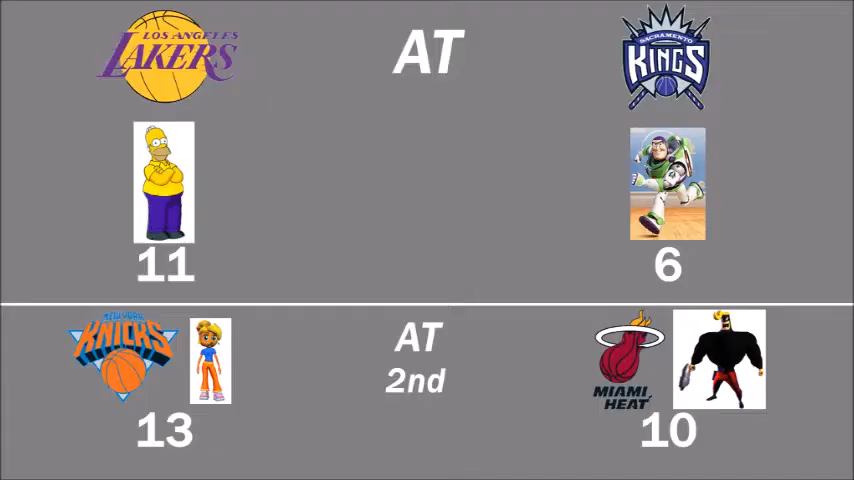 LOS ANGELES
LAKERS
AT
SACRAMENTO
KINGS
11
6
NEW YORK
KNICKS
AT
2nd
MIAMI
HEAT
13
10